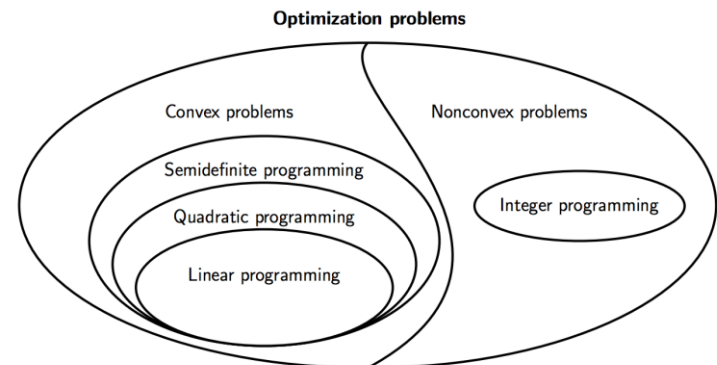 Optimization problems
Convex problems
Nonconvex problems
Semidefinite programming
Integer programming
Quadratic programming
Linear programming